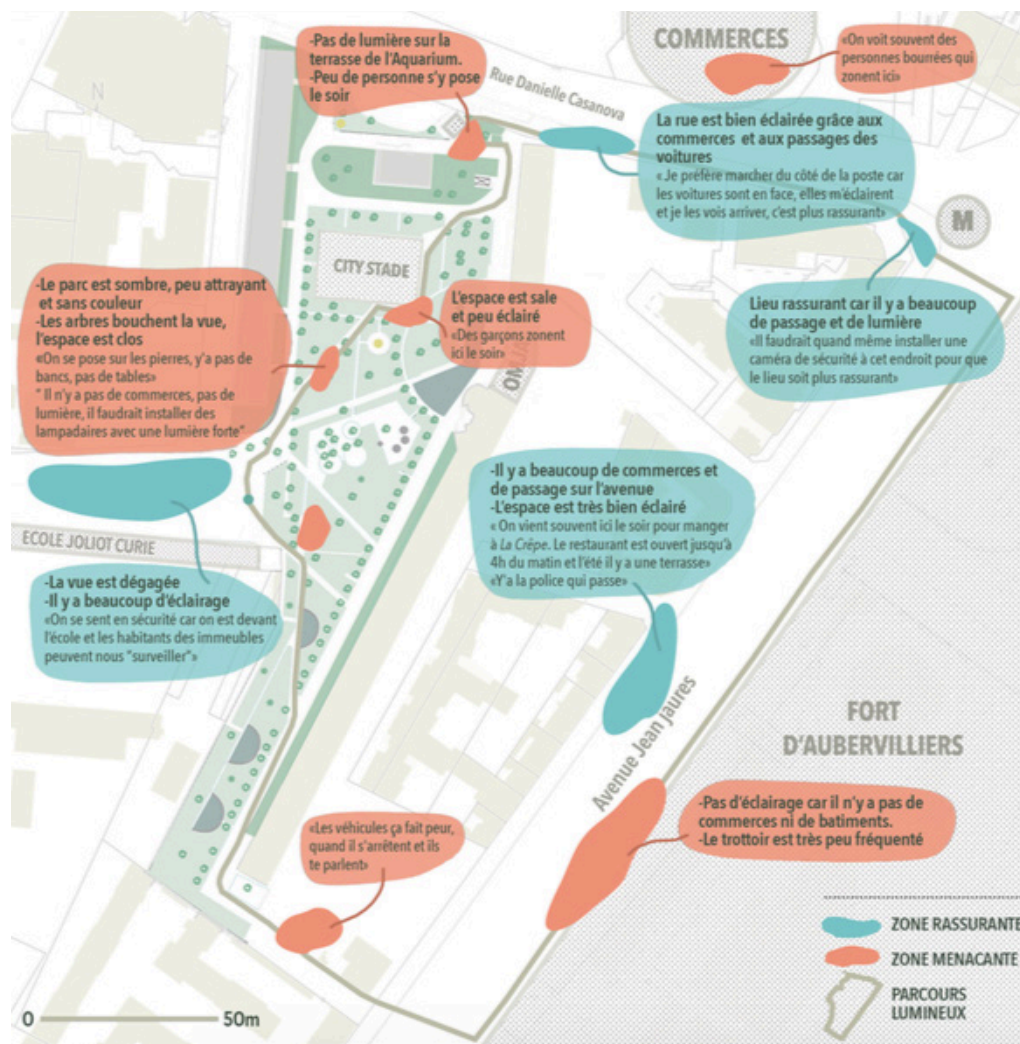 COMMERCES
«On voit souvent des
personnes bourrées qui
zonent ici»
-Pas de lumière sur la
terrasse de l'Aquarium.
-Peu de personne s'y pose
le soir
Rue Danielle Casanova
La rue est bien éclairée grâce aux
commerces et aux passages des
voitures
«Je préfère marcher du côté de la poste car
les voitures sont en face, elles m'éclairent
et je les vois arriver, c'est plus rassurant»
M
N
CITY STADE
-Le parc est sombre, peu attrayant
et sans couleur
-Les arbres bouchent la vue,
l'espace est clos
«On se pose sur les pierres, y'a pas de
bancs, pas de tables»
" Il n'y a pas de commerces, pas de
lumière, il faudrait installer des
lampadaires avec une lumière forte"
L'espace est sale
et peu éclairé
«Des garçons zonent
ici le soir»
Lieu rassurant car il y a beaucoup
de passage et de lumière
«Il faudrait quand même installer une
caméra de sécurité à cet endroit pour que
le lieu soit plus rassurant»
-Il y a beaucoup de commerces et
de passage sur l'avenue
-L'espace est très bien éclairé
« On vient souvent ici le soir pour manger
à La Crêpe. Le restaurant est ouvert jusqu'à
4h du matin et l'été il y a une terrasse»
«Y'a la police qui passe»
ECOLE JOLIOT CURIE
-La vue est dégagée
-Il y a beaucoup d'éclairage
«On se sent en sécurité car on est devant
l'école et les habitants des immeubles
peuvent nous "surveiller"»
Avenue Jean Jaures
FORT
D'AUBERVILLIERS
-Pas d'éclairage car il n'y a pas de
commerces ni de batiments.
-Le trottoir est très peu fréquenté
«Les véhicules ça fait peur,
quand il s'arrêtent et ils
te parlent»
ZONE RASSURANTE
ZONE MENACANTE
PARCOURS
LUMINEUX
0 50m